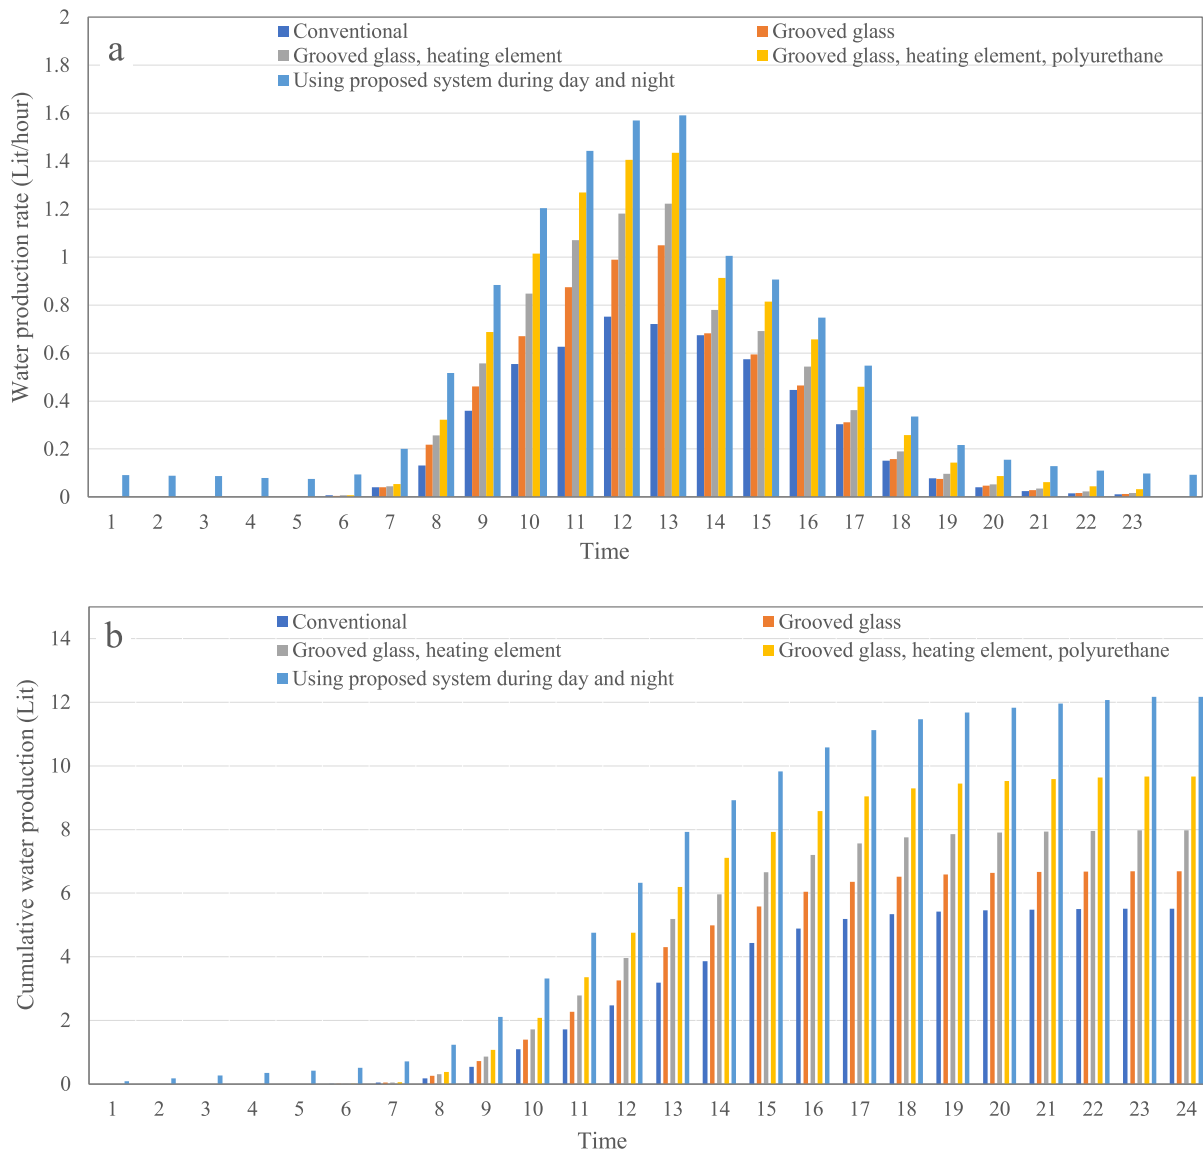 a
Conventional
Grooved glass
Grooved glass, heating element
Grooved glass, heating element, polyurethane
Using proposed system during day and night
Water production rate (Lit/hour)
2
1.8
1.6
1.4
1.2
1
0.8
0.6
0.4
0.2
0
1 2 3 4 5 6 7 8 9 10 11 12 13 14 15 16 17 18 19 20 21 22 23
Time
b
Conventional
Grooved glass
Grooved glass, heating element
Grooved glass, heating element, polyurethane
Using proposed system during day and night
Cumulative water production (Lit)
14
12
10
8
6
4
2
0
1 2 3 4 5 6 7 8 9 10 11 12 13 14 15 16 17 18 19 20 21 22 23 24
Time